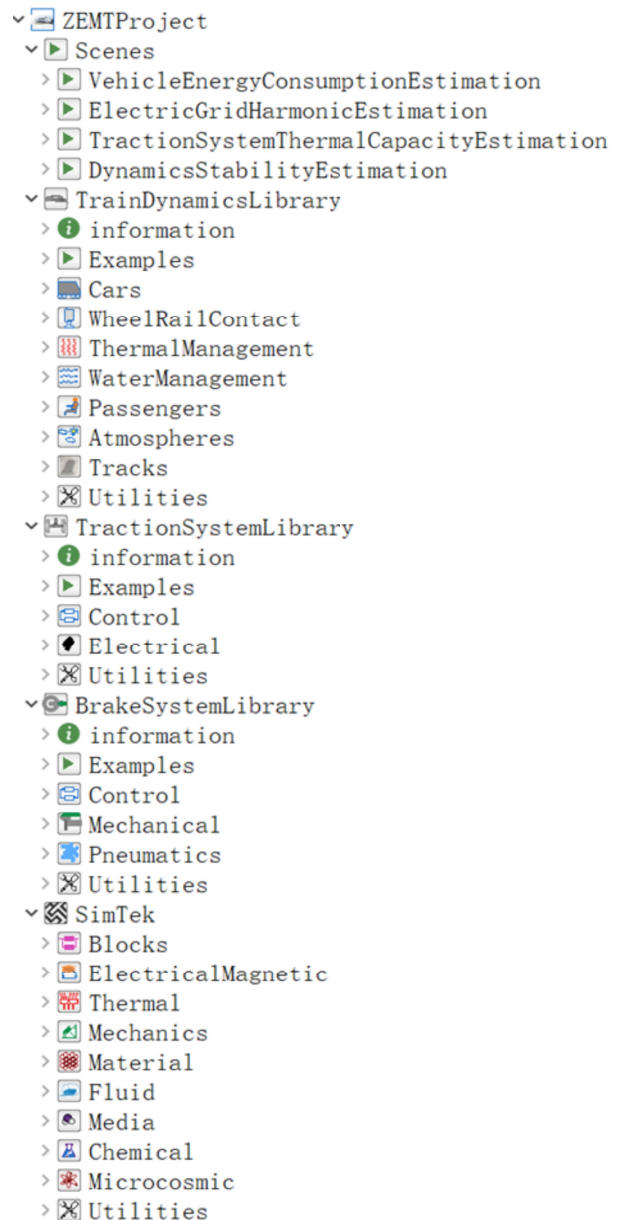 ZEMTProject
Scenes
VehicleEnergyConsumptionEstimation
ElectricGridHarmonicEstimation
TractionSystemThermalCapacityEstimation
DynamicsStabilityEstimation
TrainDynamicsLibrary
information
Examples
Cars
WheelRailContact
ThermalManagement
WaterManagement
Passengers
Atmospheres
Tracks
Utilities
TractionSystemLibrary
information
Examples
Control
Electrical
Utilities
BrakeSystemLibrary
information
Examples
Control
Mechanical
Pneumatics
Utilities
SimTek
Blocks
ElectricalMagnetic
Thermal
Mechanics
Material
Fluid
Media
Chemical
Microcosmic
Utilities